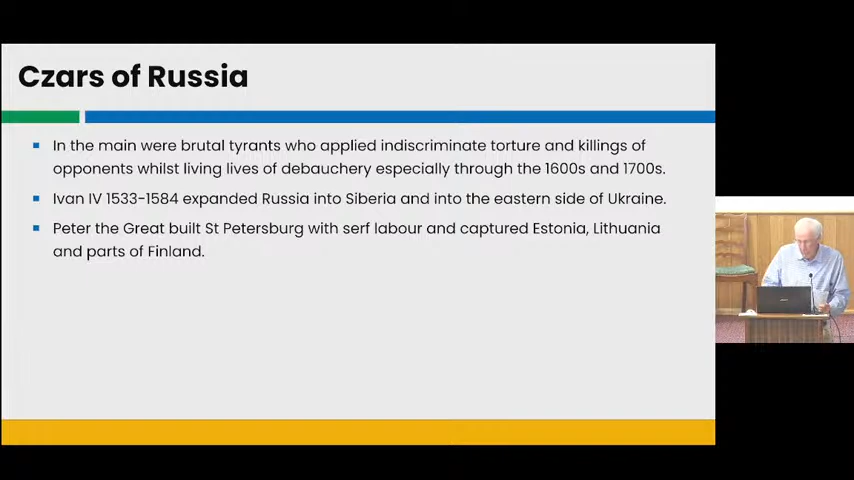 Czars of Russia
In the main were brutal tyrants who applied indiscriminate torture and killings of
opponents whilst living lives of debauchery especially through the 1600s and 1700s.
Ivan IV 1533-1584 expanded Russia into Siberia and into the eastern side of Ukraine.
Peter the Great built St Petersburg with serf labour and captured Estonia, Lithuania
and parts of Finland.